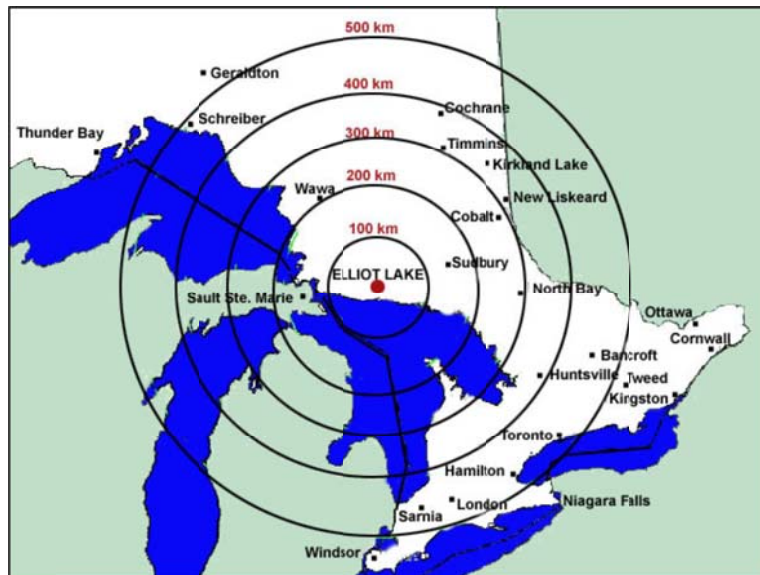 500 km
Geraldton
400 km
Cochrane
Schreiber
Thunder Bay
300 km
Timmins
Kirkland Lake
200 km
Wawa
New Liskeard
Cobalt
100 km
Sudbury
ELLIOT LAKE
Sault Ste. Marie
North Bay
Ottawa
Cornwall
Bancroft
Huntsville
Tweed
Kingston
Toronto
Hamilton
Niagara Falls
London
Sarnia
Windsor